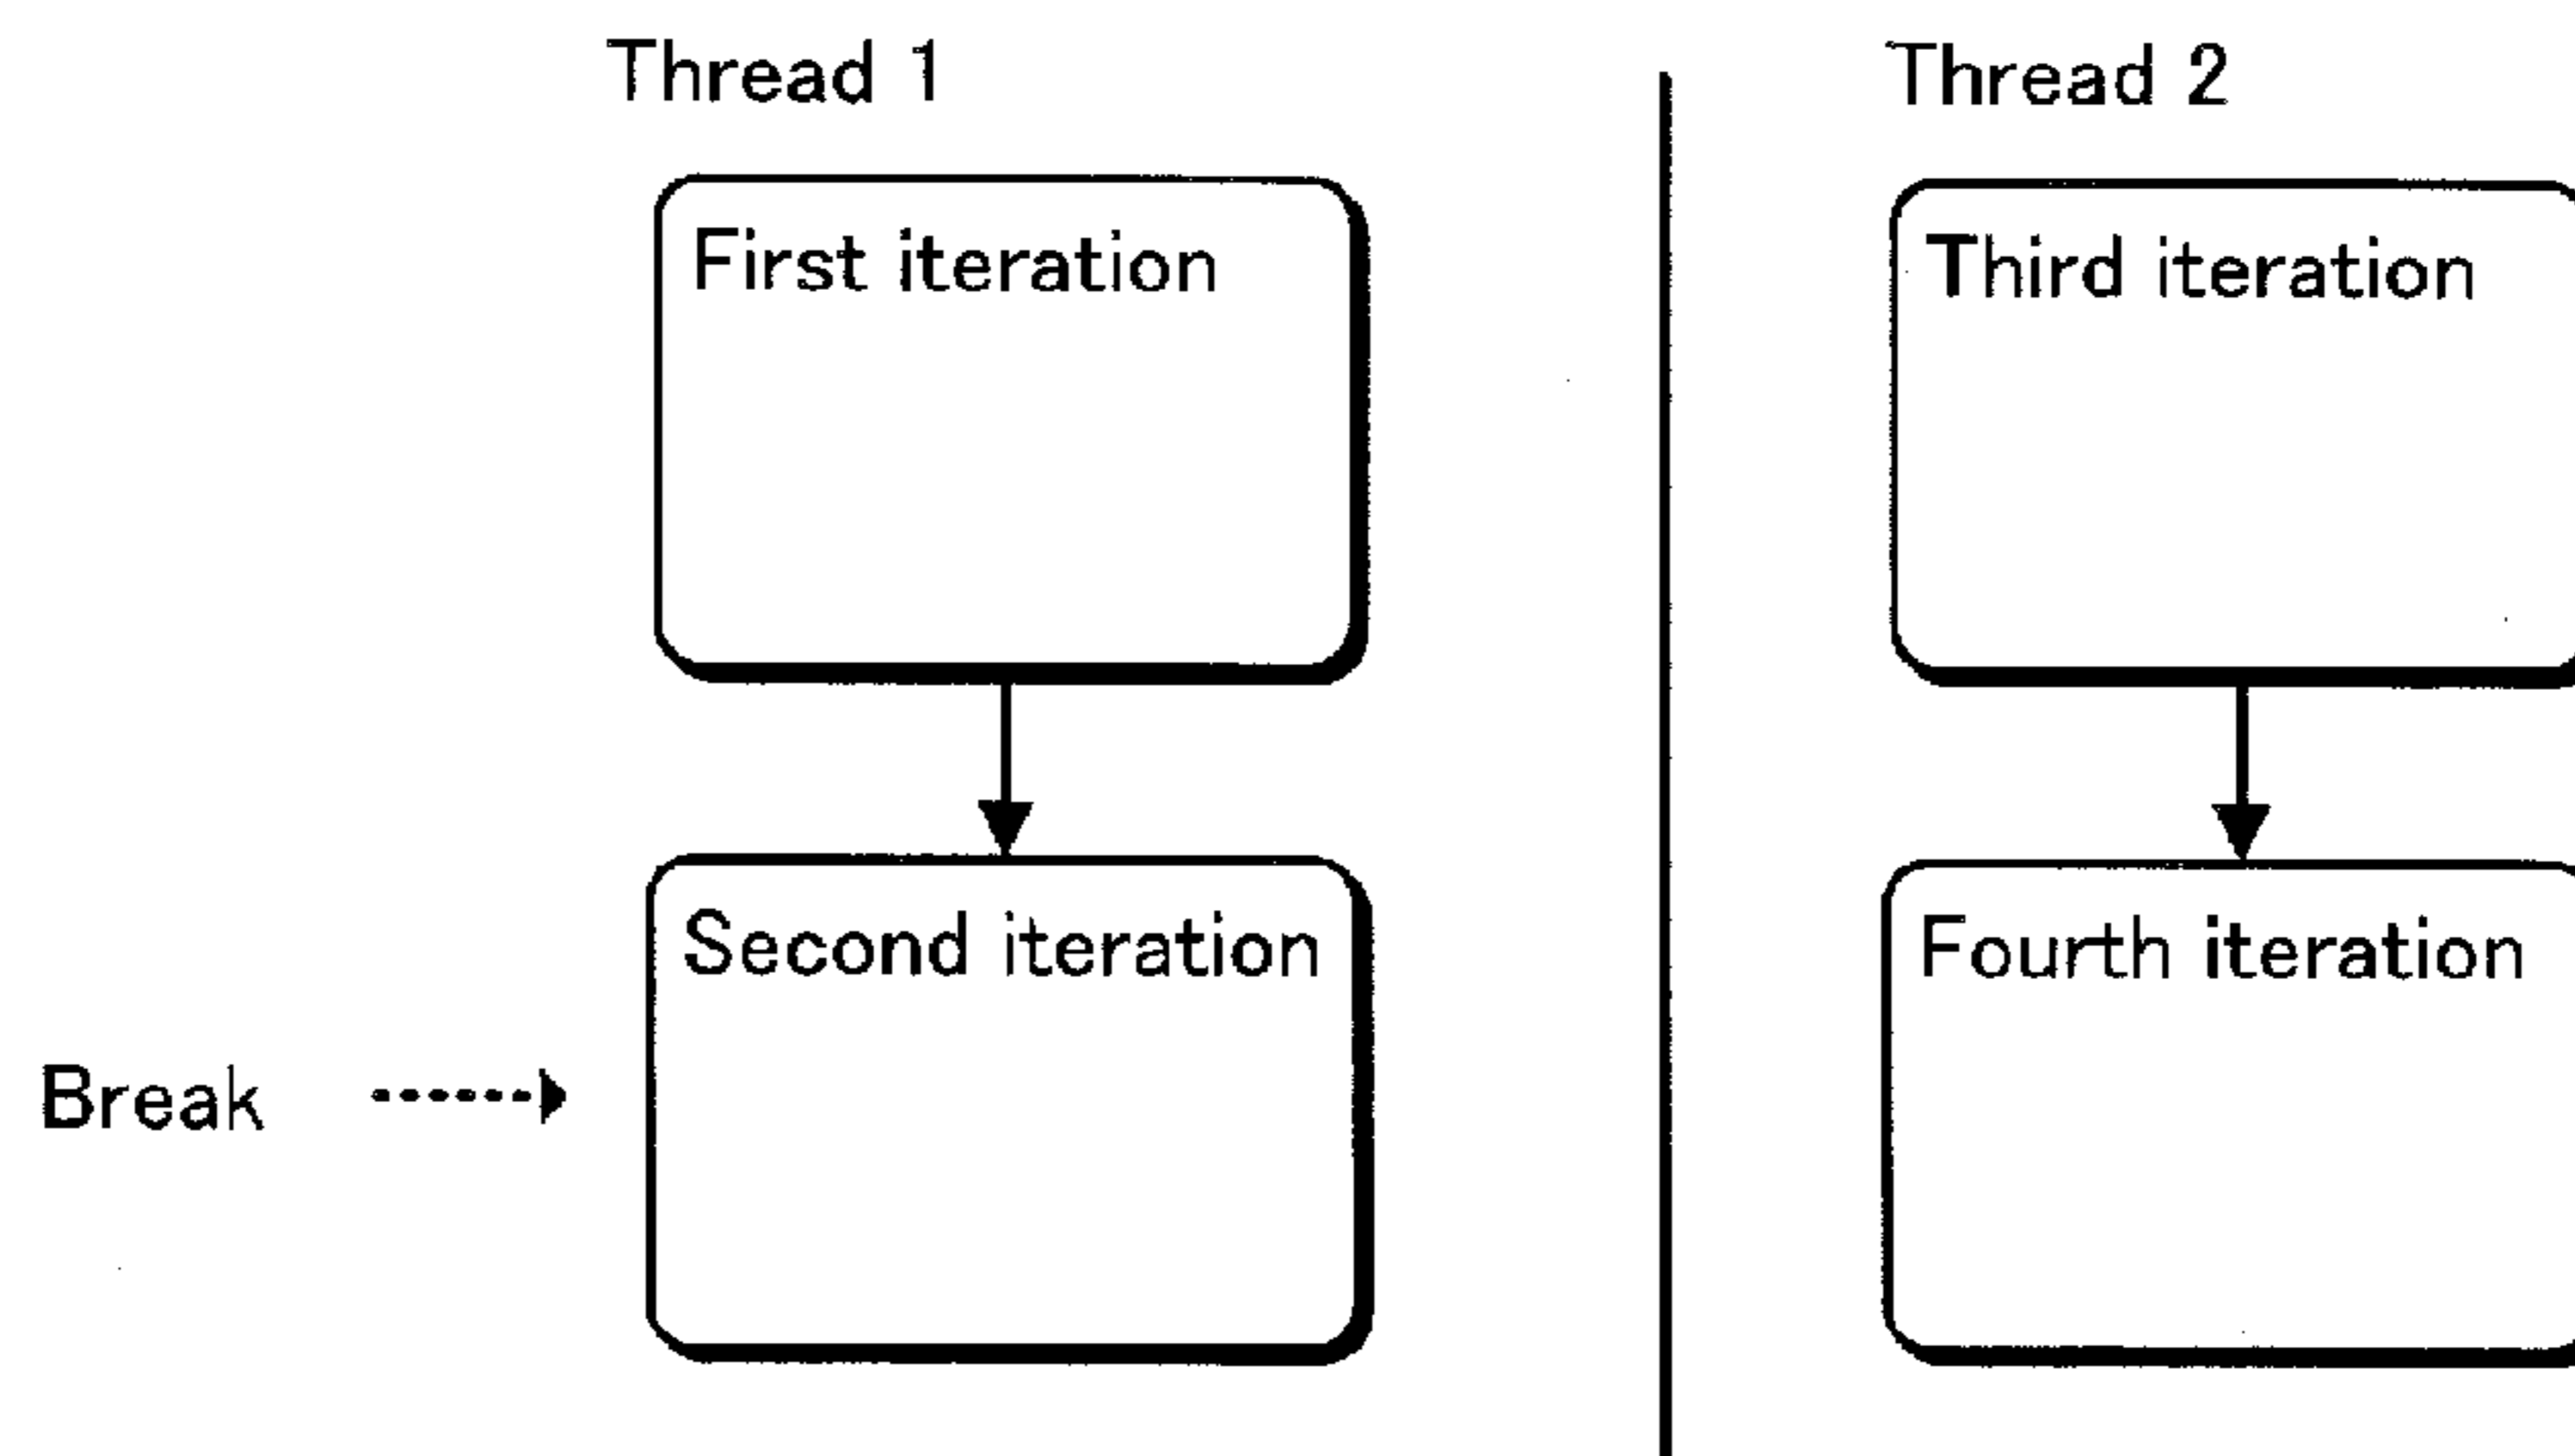 Thread 1
First iteration
Second iteration
Break
Thread 2
Third iteration
Fourth iteration